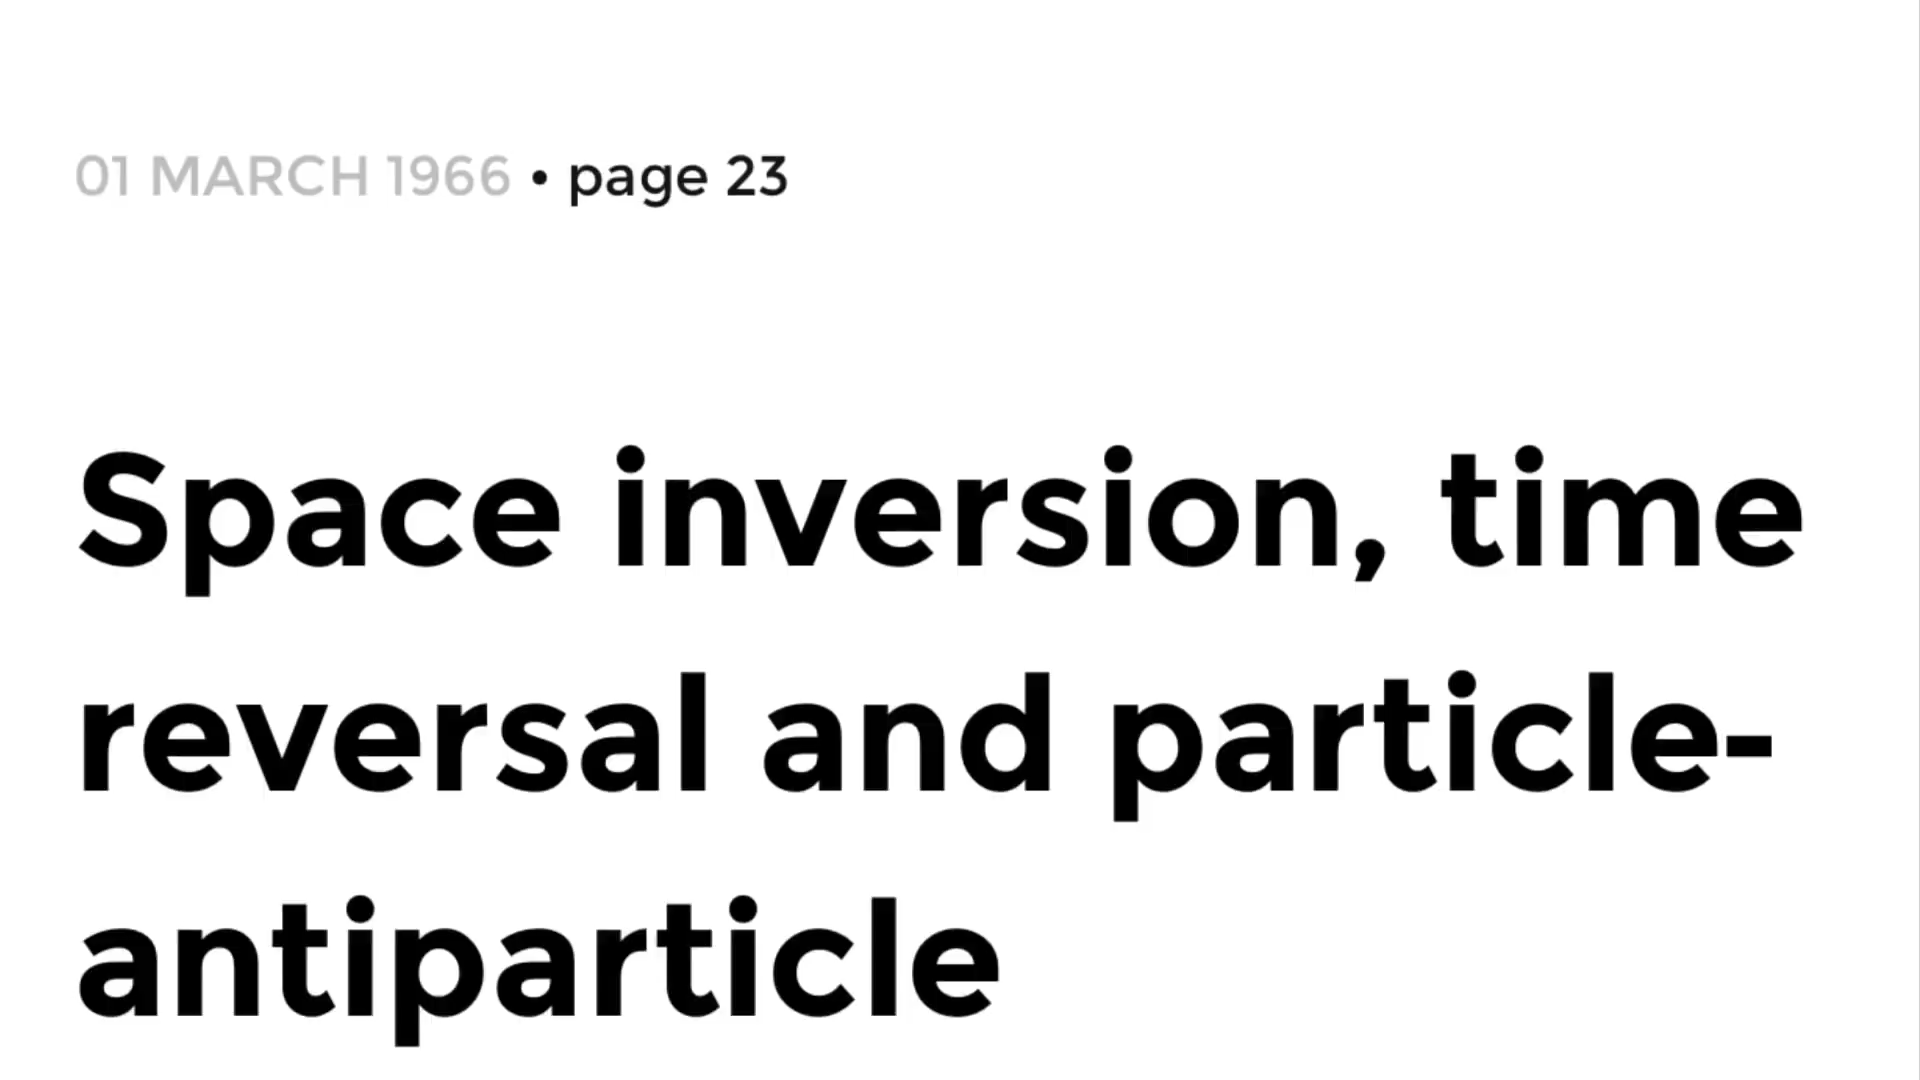 01 MARCH 1966 • page 23
Space inversion, time
reversal and particle-
antiparticle